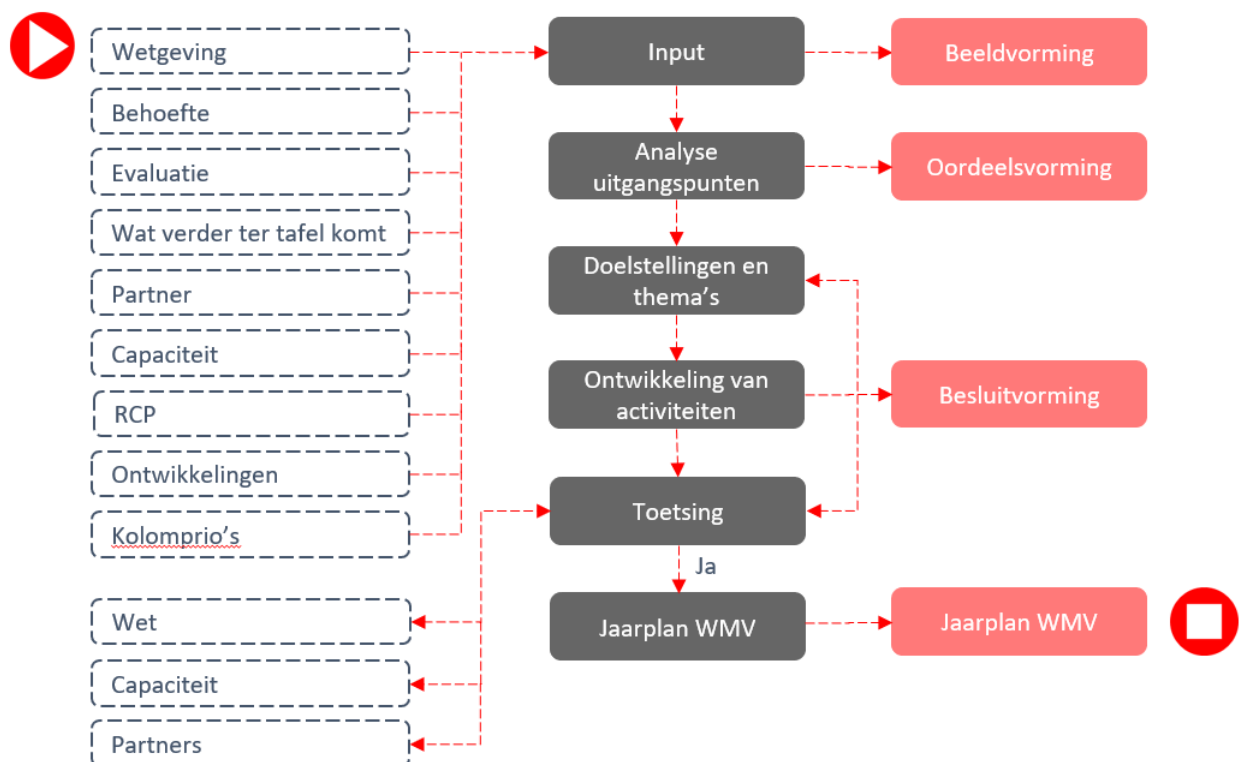 Wetgeving
Behoefte
Evaluatie
Wat verder ter tafel komt
Partner
Capaciteit
RCP
Ontwikkelingen
Kolomprio's
Wet
Capaciteit
Partners
Input
Analyse
uitgangspunten
Doelstellingen en
thema's
Ontwikkeling van
activiteiten
Toetsing
Ja
Jaarplan WMV
Beeldvorming
Oordeelsvorming
Besluitvorming
Jaarplan WMV